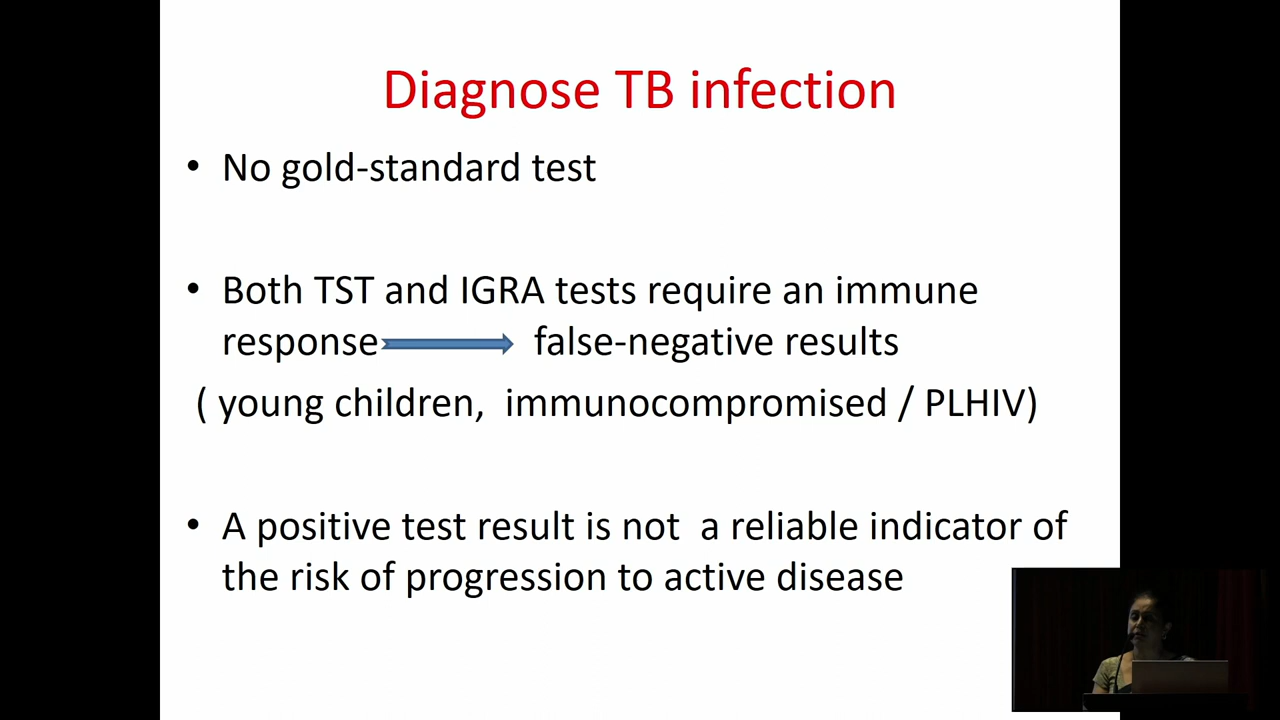 Diagnose TB infection
• No gold-standard test
• Both TST and IGRA tests require an immune
response false-negative results
( young children, immunocompromised / PLHIV)
• A positive test result is not a reliable indicator of
the risk of progression to active disease